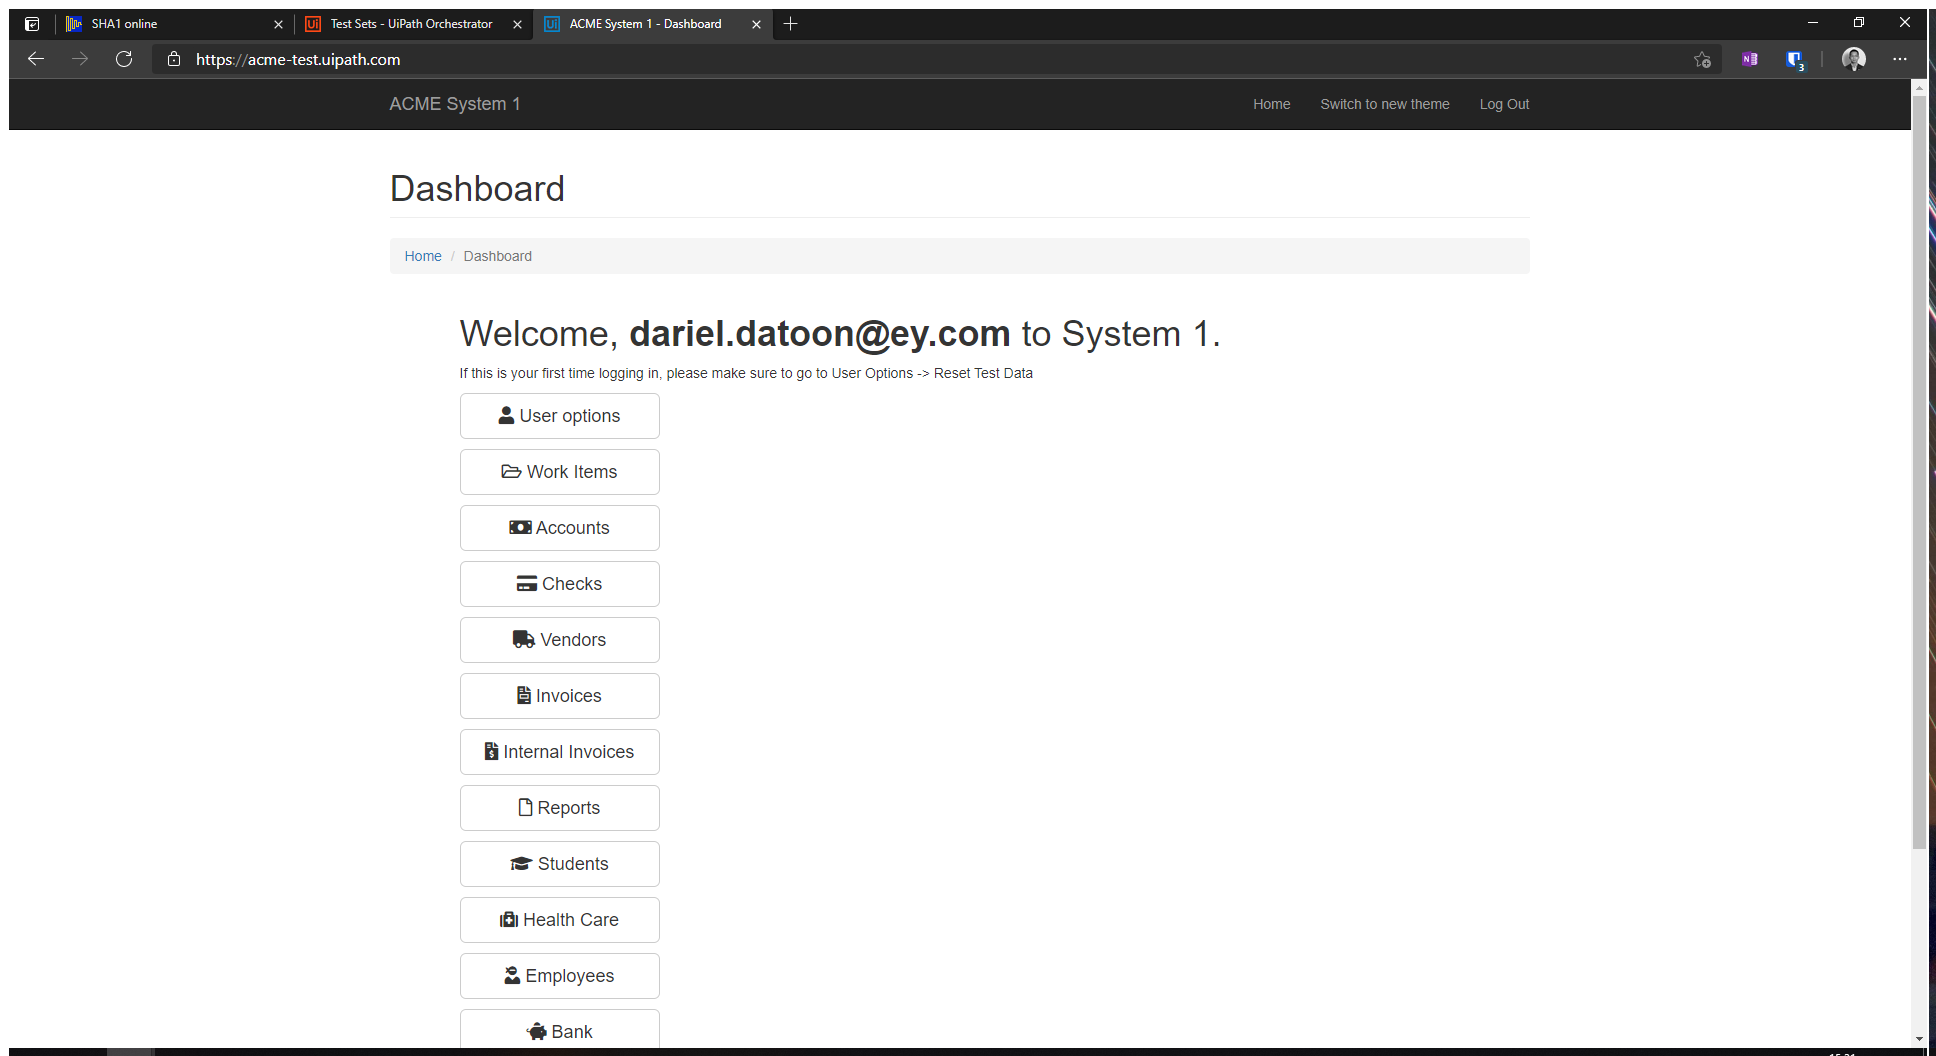 SHA1 online
Test Sets - UiPath Orchestrator
ACME System 1 - Dashboard
https://acme-test.uipath.com
3
ACME System 1
Home
Switch to new theme
Log Out
Dashboard
Home / Dashboard
Welcome, dariel.datoon@ey.com to System 1.
If this is your first time logging in, please make sure to go to User Options -> Reset Test Data
User options
Work Items
Accounts
Checks
Vendors
Invoices
Internal Invoices
Reports
Students
Health Care
Employees
Bank